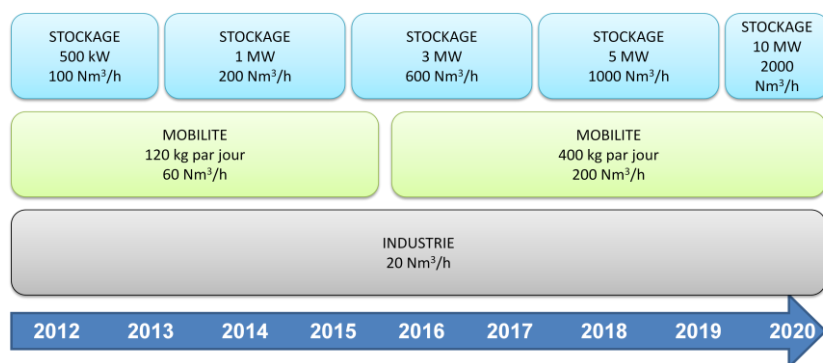 STOCKAGE
500 kW
100 Nm³/h
STOCKAGE
1 MW
200 Nm³/h
STOCKAGE
3 MW
600 Nm³/h
STOCKAGE
5 MW
1000 Nm³/h
STOCKAGE
10 MW
2000
Nm³/h
MOBILITE
120 kg par jour
60 Nm³/h
MOBILITE
400 kg par jour
200 Nm³/h
INDUSTRIE
20 Nm³/h
2012 2013 2014 2015 2016 2017 2018 2019 2020